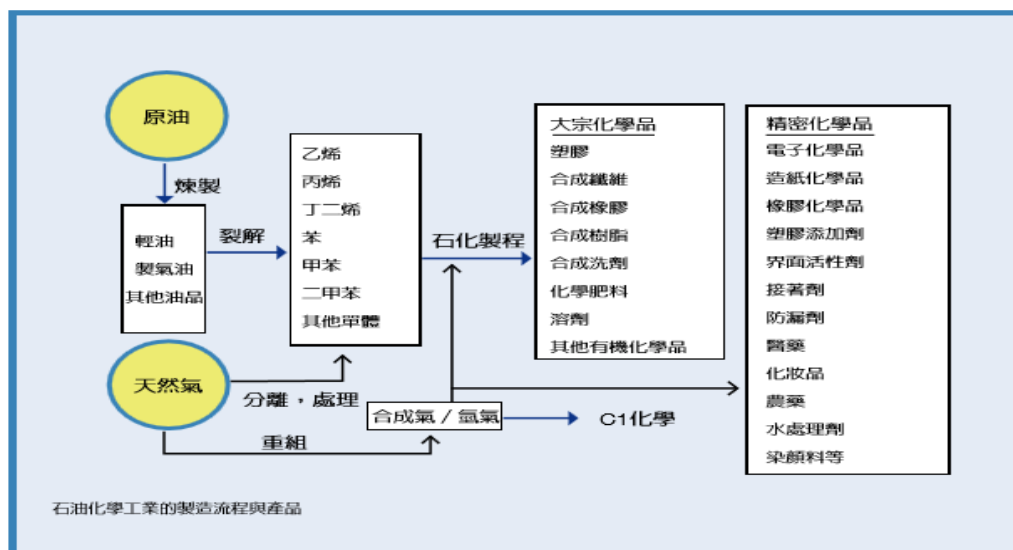 原油
煉製
輕油
製氣油
其他油品
裂解
乙烯
丙烯
丁二烯
苯
甲苯
二甲苯
其他單體
石化製程
大宗化學品
塑膠
合成纖維
合成橡膠
合成樹脂
合成洗劑
化學肥料
溶劑
其他有機化學品
精密化學品
電子化學品
造紙化學品
橡膠化學品
塑膠添加劑
界面活性劑
接著劑
防漏劑
醫藥
化妝品
農藥
水處理劑
染顏料等
天然氣
分離，處理
重組
合成氣 / 氫氣
C1化學
石油化學工業的製造流程與產品